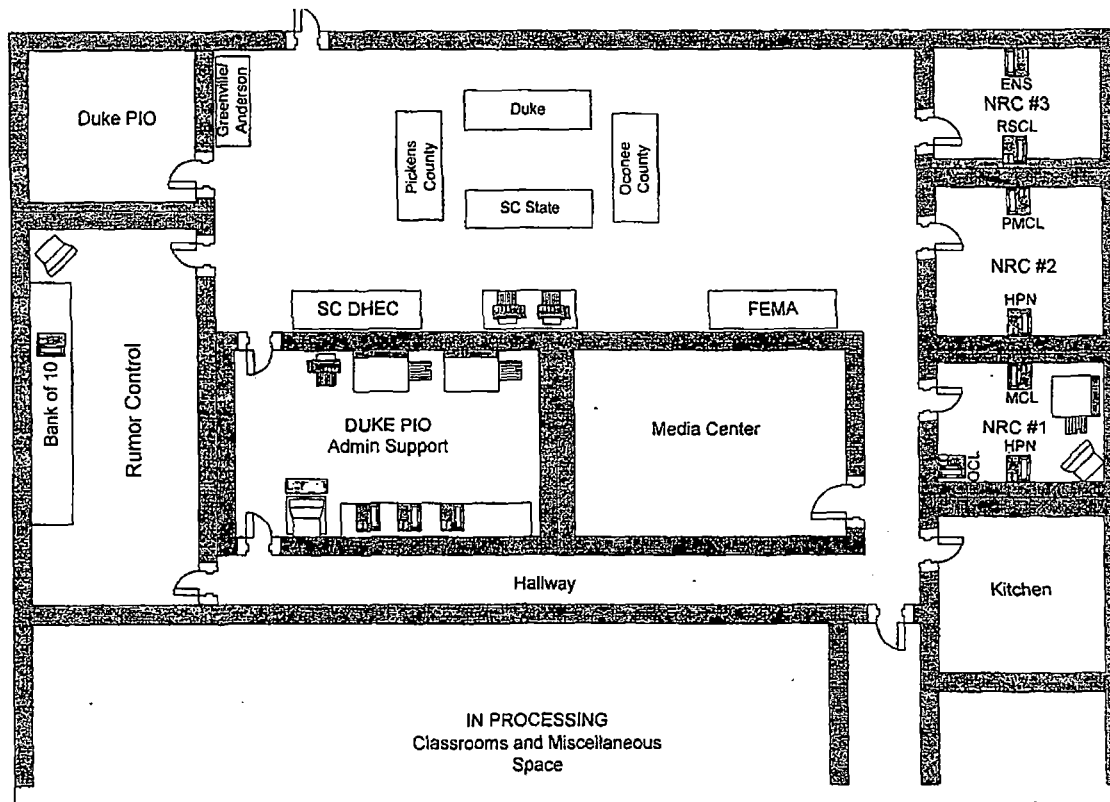 Duke PIO
Greenville/
Anderson
Pickens
County
Duke
SC State
Oconee
County
ENS
NRC #3
RSCL
PMCL
NRC #2
HPN
MCL
NRC #1
HPN
OCL
SC DHEC
FEMA
Bank of 10
Rumor Control
DUKE PIO
Admin Support
Media Center
Hallway
Kitchen
IN PROCESSING
Classrooms and Miscellaneous
Space